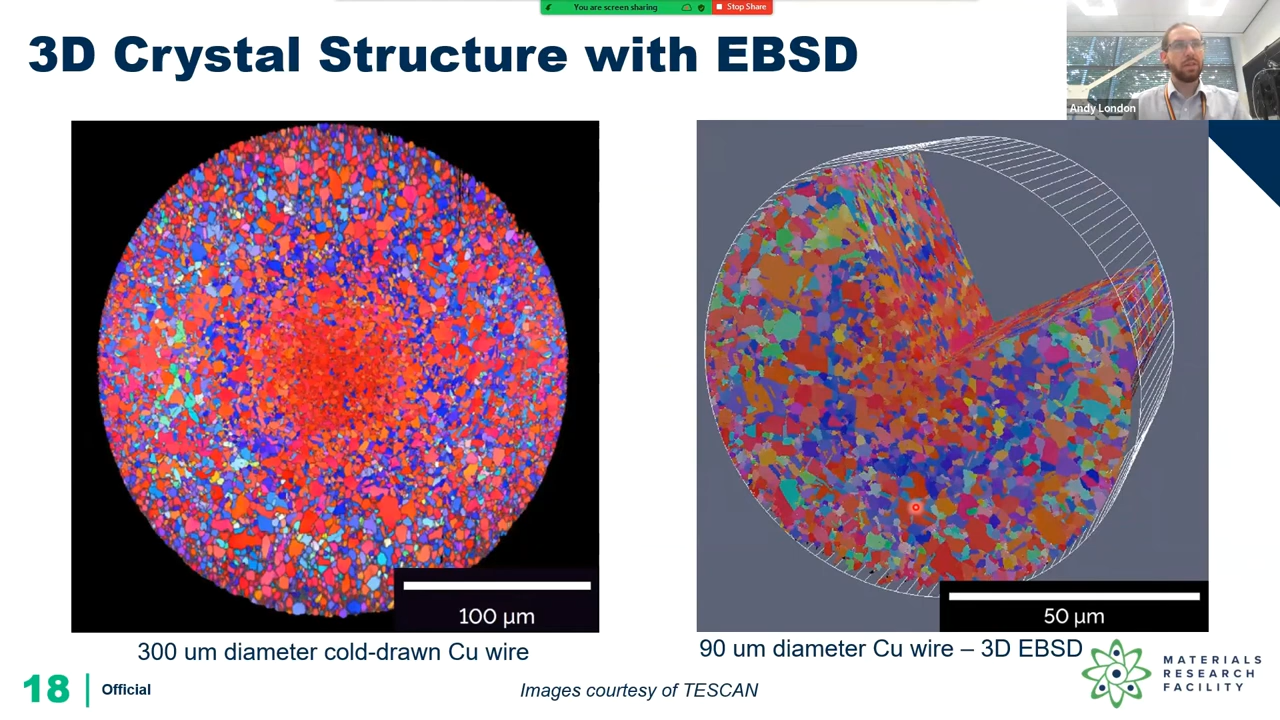 You are screen sharing
Stop Share
3D Crystal Structure with EBSD
Andy London
100 µm
50 µm
300 um diameter cold-drawn Cu wire
90 um diameter Cu wire – 3D EBSD
18
Official
Images courtesy of TESCAN
MATERIALS
RESEARCH
FACILITY